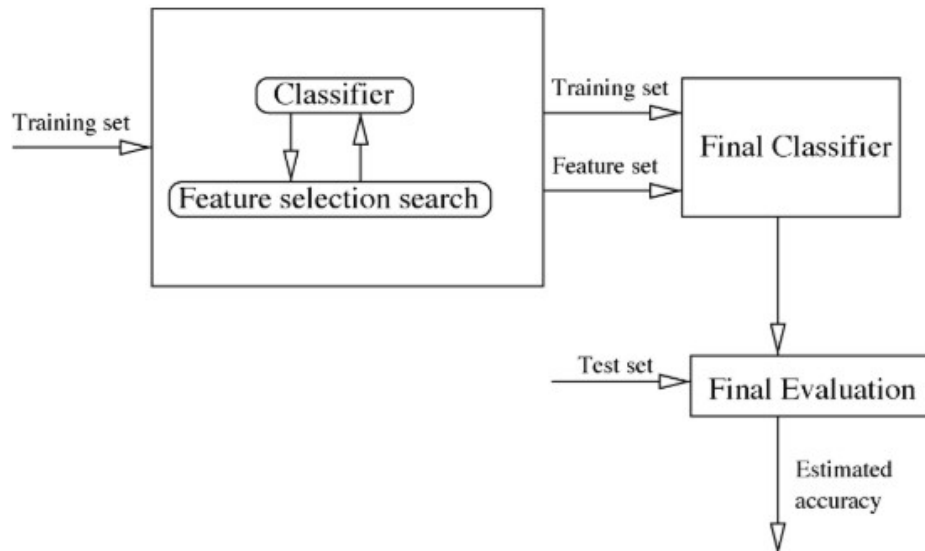 Training set
Classifier
Feature selection search
Training set
Feature set
Final Classifier
Test set
Final Evaluation
Estimated
accuracy